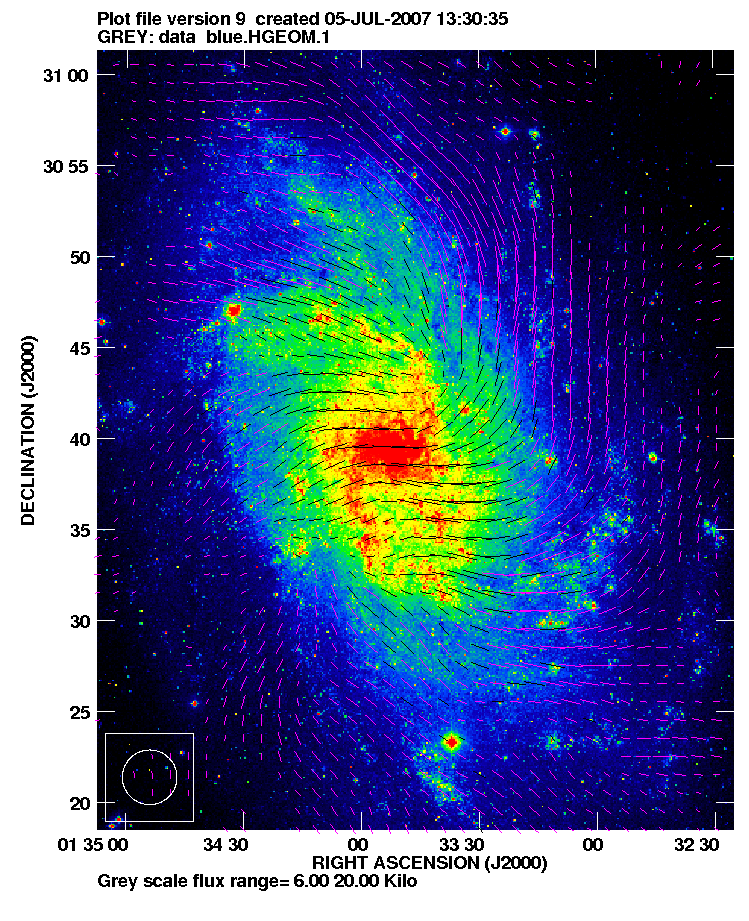 Plot file version 9 created 05-JUL-2007 13:30:35
GREY: data blue.HGEOM.1
31 00
30 55
50
45
40
35
30
25
20
DECLINATION (J2000)
01 35 00
34 30
00
33 30
00
32 30
RIGHT ASCENSION (J2000)
Grey scale flux range= 6.00 20.00 Kilo